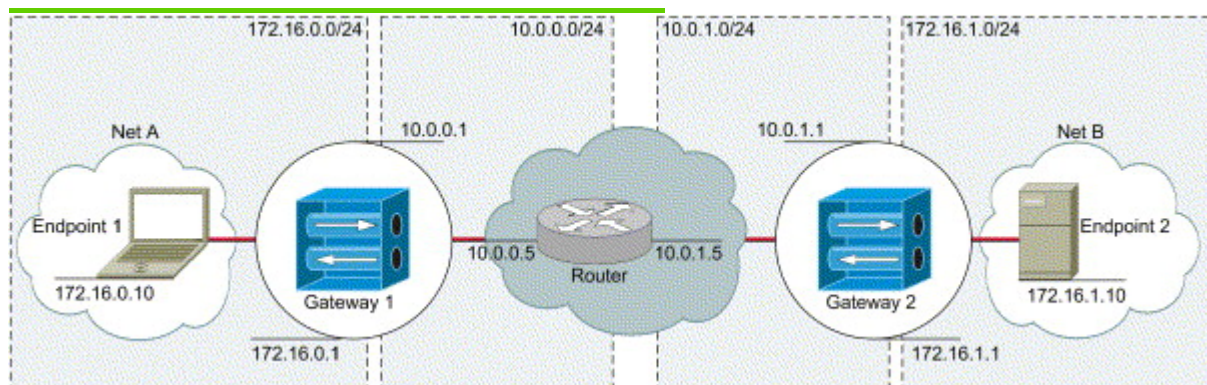 172.16.0.0/24
10.0.0.0/24
10.0.1.0/24
172.16.1.0/24
Net A
10.0.0.1
10.0.1.1
Net B
Endpoint 1
Endpoint 2
10.0.0.5
10.0.1.5
Router
172.16.0.10
Gateway 1
Gateway 2
172.16.1.10
172.16.0.1
172.16.1.1